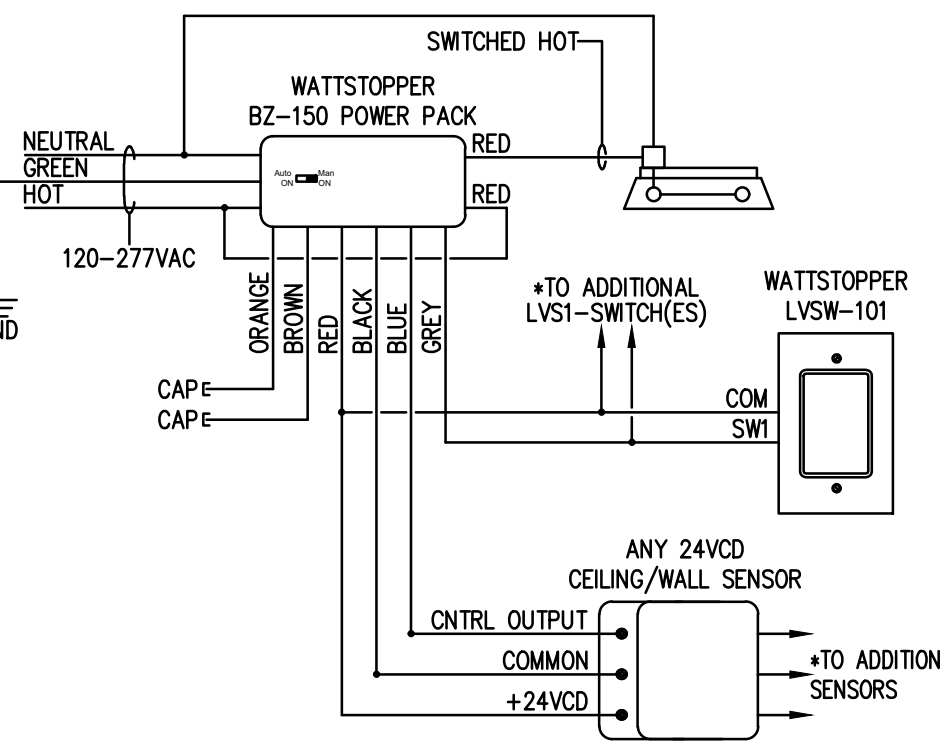 SWITCHED HOT
WATTSTOPPER
BZ-150 POWER PACK
NEUTRAL
GREEN
HOT
RED
RED
Auto
ON
Man
ON
120-277VAC
ND
ORANGE
BROWN
RED
BLACK
BLUE
GREY
*TO ADDITIONAL
LVS1-SWITCH(ES)
WATTSTOPPER
LVSW-101
CAP
CAP
COM
SW1
ANY 24VCD
CEILING/WALL SENSOR
CNTRL OUTPUT
COMMON
+24VCD
*TO ADDITION
SENSORS